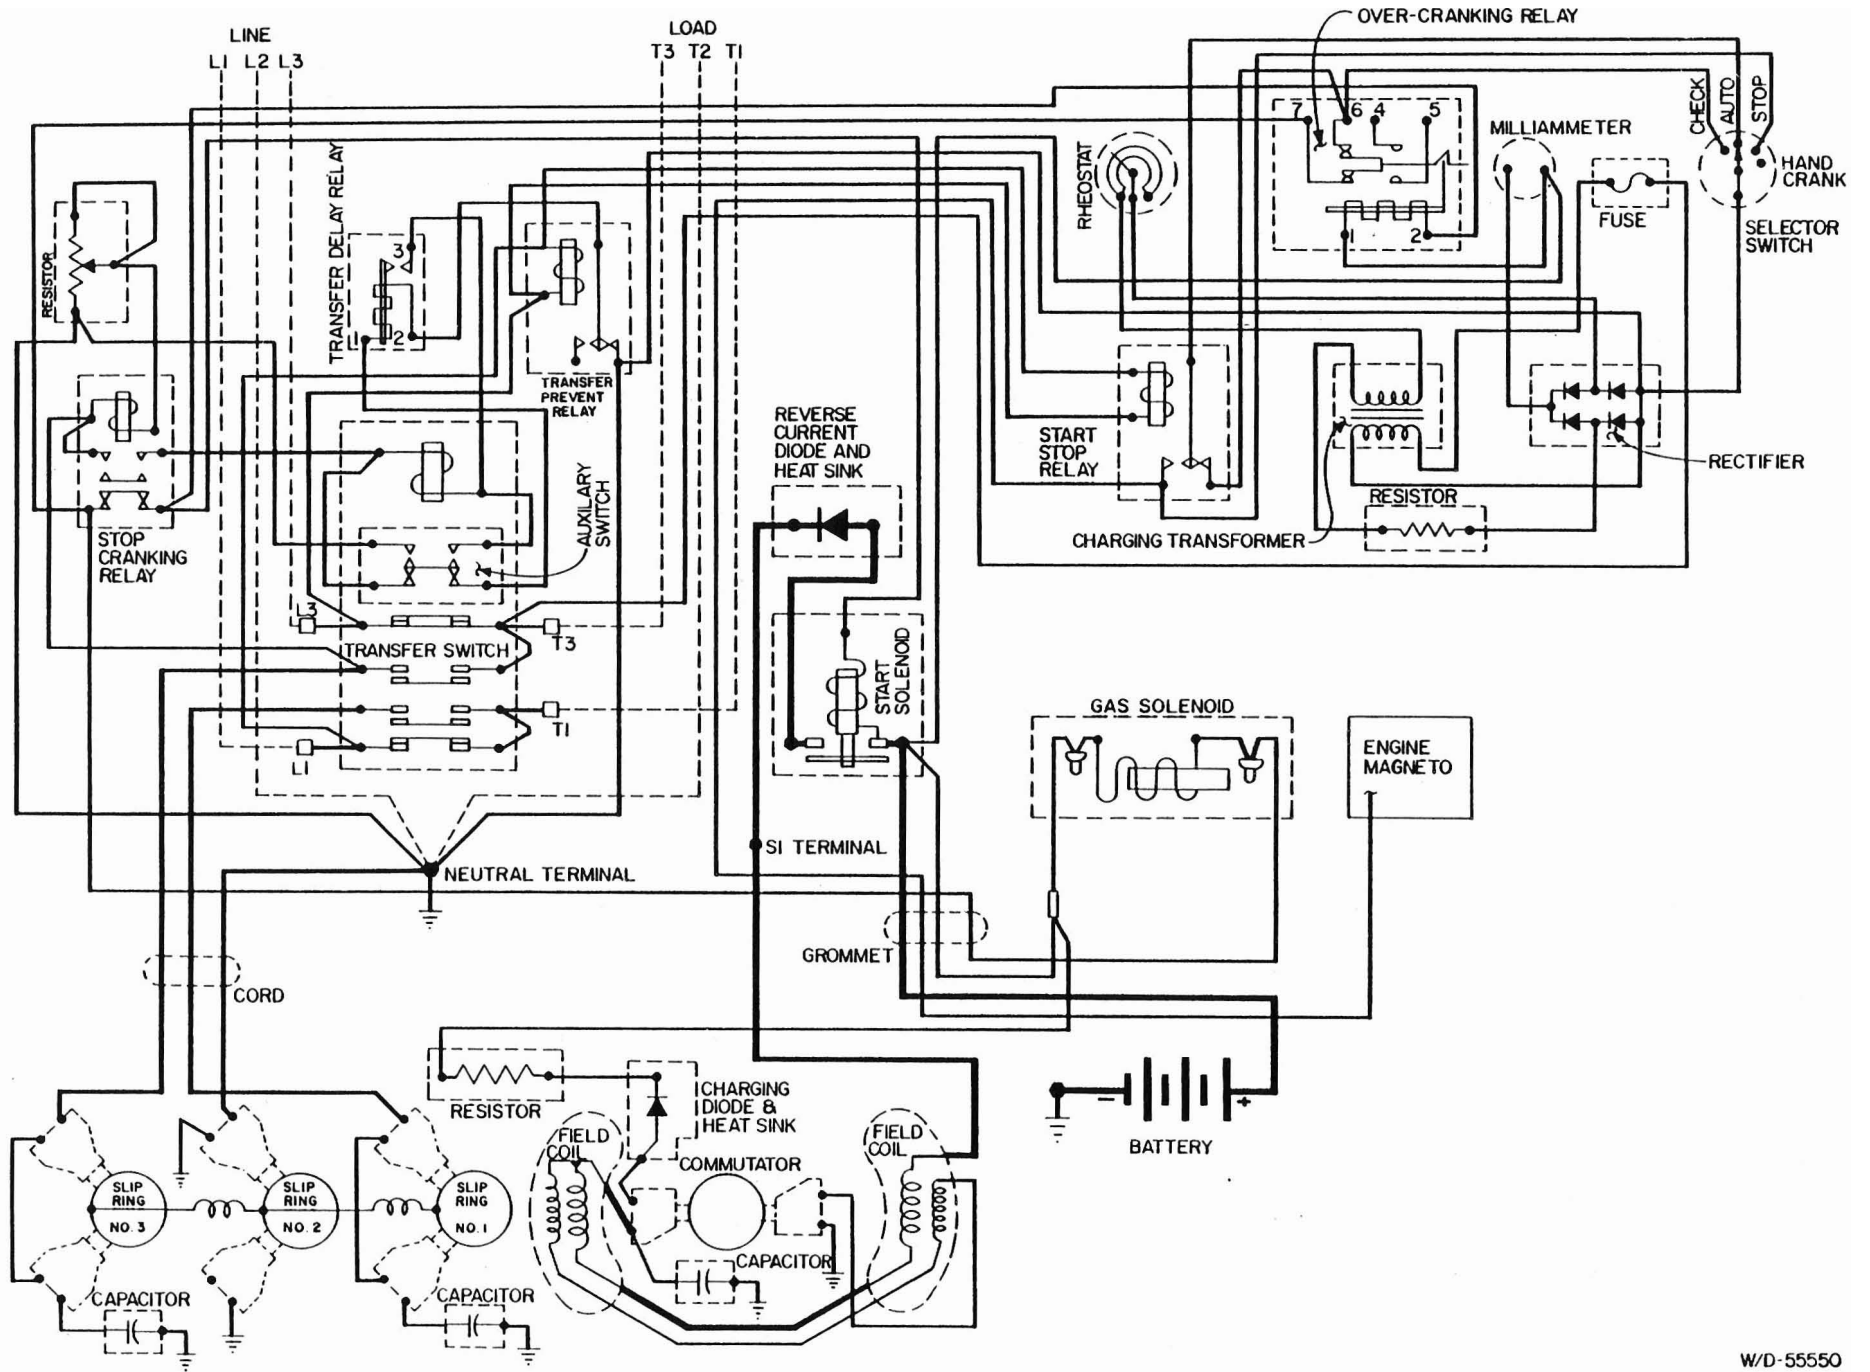 OVER-CRANKING RELAY
LINE
L1 L2 L3
LOAD
T3 T2 T1
CHECK
AUTO
STOP
7 6 4 5
MILLIAMMETER
HAND
CRANK
SELECTOR
SWITCH
FUSE
RHEOSTAT
1 2
TRANSFER DELAY RELAY
3
1 2
RESISTOR
TRANSFER
PREVENT
RELAY
REVERSE
CURRENT
DIODE AND
HEAT SINK
START
STOP
RELAY
RECTIFIER
RESISTOR
CHARGING TRANSFORMER
AUXILARY
SWITCH
STOP
CRANKING
RELAY
L3
T3
TRANSFER SWITCH
T1
L1
START
SOLENOID
GAS SOLENOID
ENGINE
MAGNETO
S1 TERMINAL
NEUTRAL TERMINAL
GROMMET
CORD
RESISTOR
CHARGING
DIODE &
HEAT SINK
- +
BATTERY
FIELD
COIL
COMMUTATOR
FIELD
COIL
SLIP
RING
NO. 3
SLIP
RING
NO. 2
SLIP
RING
NO. 1
CAPACITOR
CAPACITOR
CAPACITOR
W/D-55550